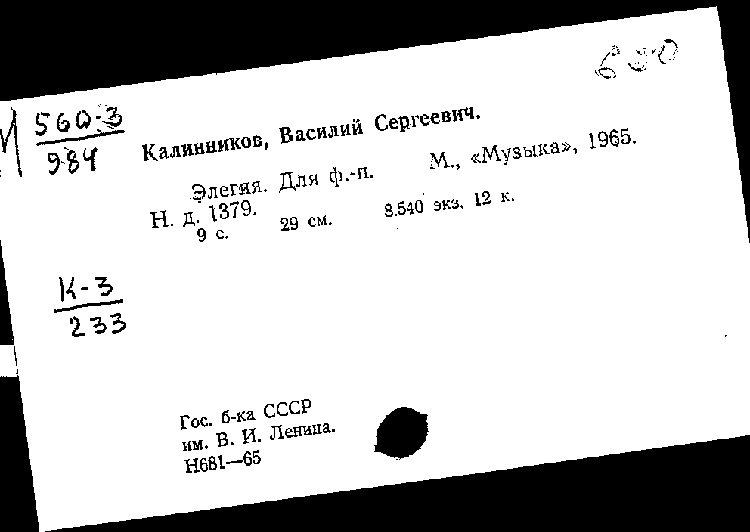 М 560-3
984
Калинников, Василий Сергеевич.
Элегия. Для ф.-п. М., «Музыка», 1965.
Н. д. 1379.
9 с. 29 см. 8.540 экз. 12 к.
К-3
233
Гос. б-ка СССР
им. В. И. Ленина.
Н681—65